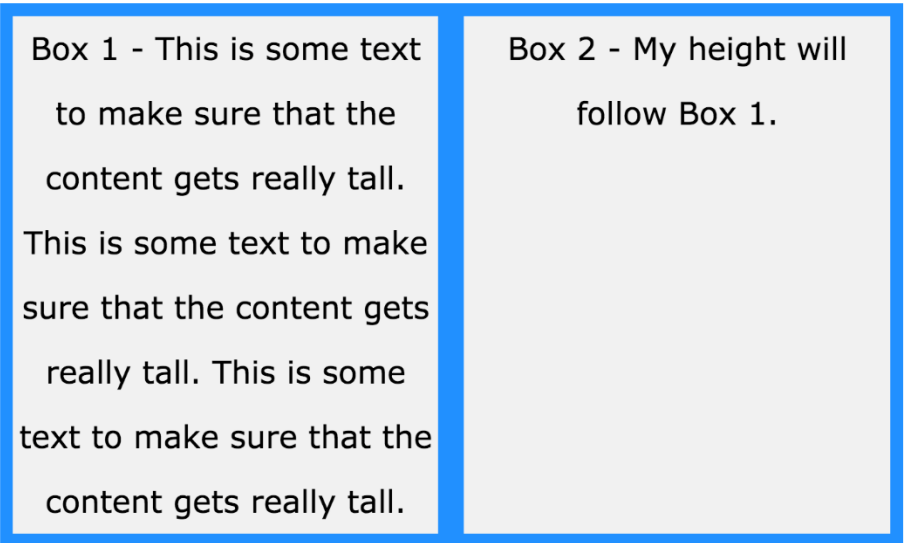 Box 1 - This is some text
to make sure that the
content gets really tall.
This is some text to make
sure that the content gets
really tall. This is some
text to make sure that the
content gets really tall.
Box 2 - My height will
follow Box 1.